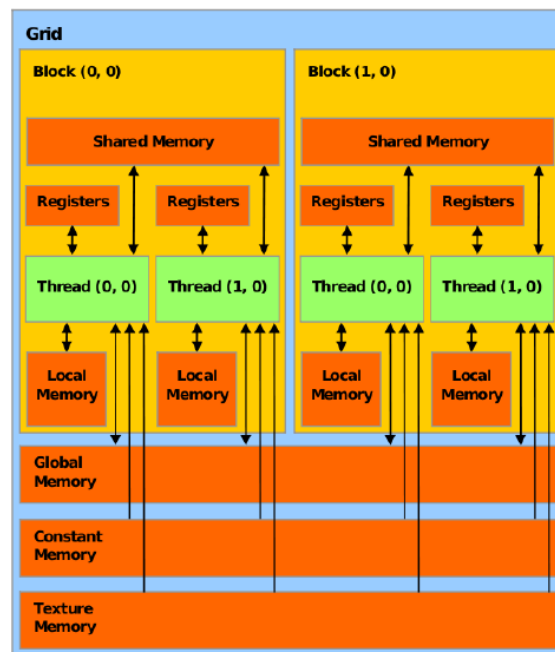 Grid
Block (0, 0)
Block (1, 0)
Shared Memory
Shared Memory
Registers
Registers
Registers
Registers
Thread (0, 0)
Thread (1, 0)
Thread (0, 0)
Thread (1, 0)
Local
Memory
Local
Memory
Local
Memory
Local
Memory
Global
Memory
Constant
Memory
Texture
Memory